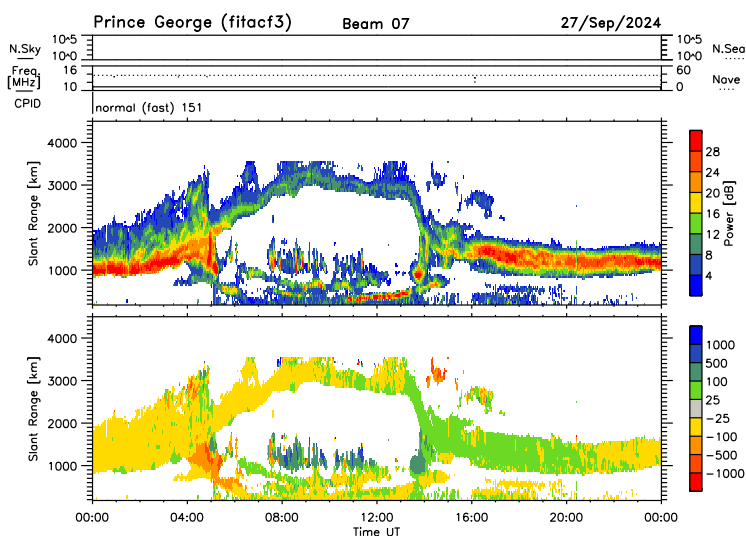 Prince George (fitacf3) Beam 07 27/Sep/2024
10^5 10^5
N.Sky 10^0 10^0 N.Sea
Freq. 16 60
[MHz] 10 0 Nave
CPID normal (fast) 151
4000
3000
2000
1000
Slant Range [km]
28
24
20
16
12
8
4
Power [dB]
4000
3000
2000
1000
Slant Range [km]
1000
500
100
25
-25
-100
-500
-1000
00:00 04:00 08:00 12:00 16:00 20:00 00:00
Time UT